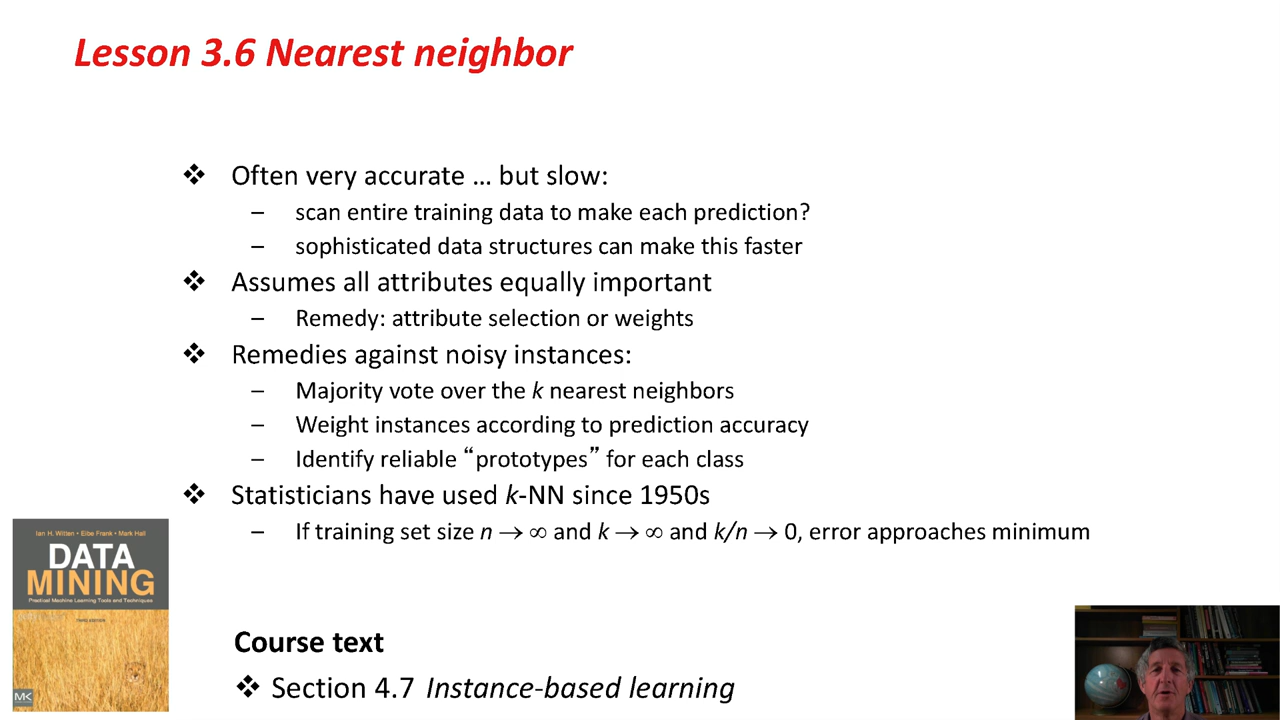 Lesson 3.6 Nearest neighbor
❖ Often very accurate … but slow:
– scan entire training data to make each prediction?
– sophisticated data structures can make this faster
❖ Assumes all attributes equally important
– Remedy: attribute selection or weights
❖ Remedies against noisy instances:
– Majority vote over the k nearest neighbors
– Weight instances according to prediction accuracy
– Identify reliable “prototypes” for each class
❖ Statisticians have used k-NN since 1950s
– If training set size n → ∞ and k → ∞ and k/n → 0, error approaches minimum
Ian H. Witten • Eibe Frank • Mark Hall
DATA
MINING
Practical Machine Learning Tools and Techniques
THIRD EDITION
MK
Course text
❖ Section 4.7 Instance-based learning